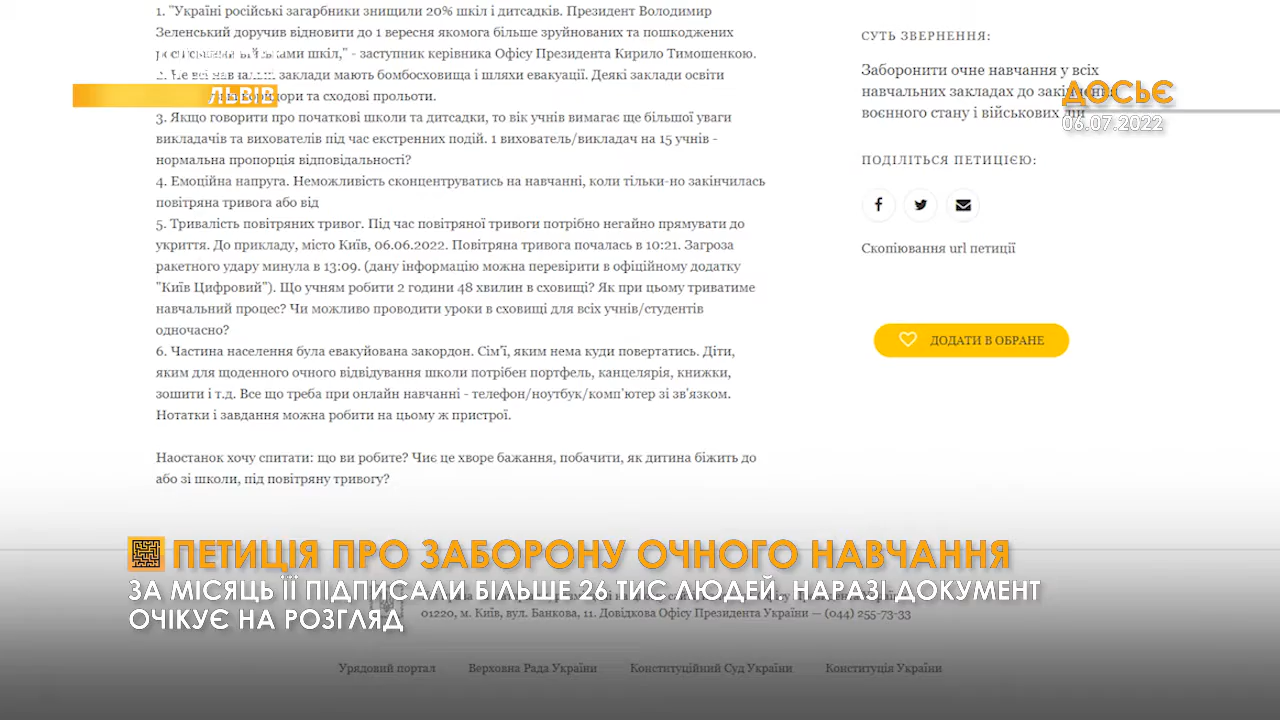 1. "Україні російські загарбники знищили 20% шкіл і дитсадків. Президент Володимир
Зеленський доручив відновити до 1 вересня якомога більше зруйнованих та пошкоджених
шкіл," - заступник керівника Офісу Президента Кирило Тимошенкою.
заклади мають бомбосховища і шляхи евакуації. Деякі заклади освіти
та сходові прольоти.
3. Якщо говорити про початкові школи та дитсадки, то вік учнів вимагає ще більшої уваги
викладачів та вихователів під час екстренних подій. 1 вихователь/викладач на 15 учнів -
нормальна пропорція відповідальності?
4. Емоційна напруга. Неможливість сконцентруватись на навчанні, коли тільки-но закінчилась
повітряна тривога або від
5. Тривалість повітряних тривог. Під час повітряної тривоги потрібно негайно прямувати до
укриття. До прикладу, місто Київ, 06.06.2022. Повітряна тривога почалась в 10:21. Загроза
ракетного удару минула в 13:09. (дану інформацію можна перевірити в офіційному додатку
"Київ Цифровий"). Що учням робити 2 години 48 хвилин в сховищі? Як при цьому триватиме
навчальний процес? Чи можливо проводити уроки в сховищі для всіх учнів/студентів
одночасно?
6. Частина населення була евакуйована закордон. Сім'ї, яким нема куди повертатись. Діти,
яким для щоденного очного відвідування школи потрібен портфель, канцелярія, книжки,
зошити і т.д. Все що треба при онлайн навчанні - телефон/ноутбук/комп'ютер зі зв'язком.
Нотатки і завдання можна робити на цьому ж пристрої.
Наостанок хочу спитати: що ви робите? Чиє це хворе бажання, побачити, як дитина біжить до
або зі школи, під повітряну тривогу?
ЛЬВІВ
СУТЬ ЗВЕРНЕННЯ:
Заборонити очне навчання у всіх
навчальних закладах до закінчення
воєнного стану і військових дій
ДОСЬЄ
06.07.2022
ПОДІЛІТЬСЯ ПЕТИЦІЄЮ:
Скопіювання url петиції
ДОДАТИ В ОБРАНЕ
ПЕТИЦІЯ ПРО ЗАБОРОНУ ОЧНОГО НАВЧАННЯ
ЗА МІСЯЦЬ ЇЇ ПІДПИСАЛИ БІЛЬШЕ 26 ТИС ЛЮДЕЙ. НАРАЗІ ДОКУМЕНТ
ОЧІКУЄ НА РОЗГЛЯД
01220, м. Київ, вул. Банкова, 11. Довідкова Офісу Президента України — (044) 255-73-33
Урядовий портал
Верховна Рада України
Конституційний Суд України
Конституція України